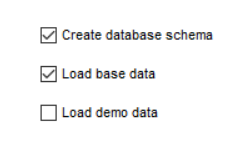 Create database schema
Load base data
Load demo data